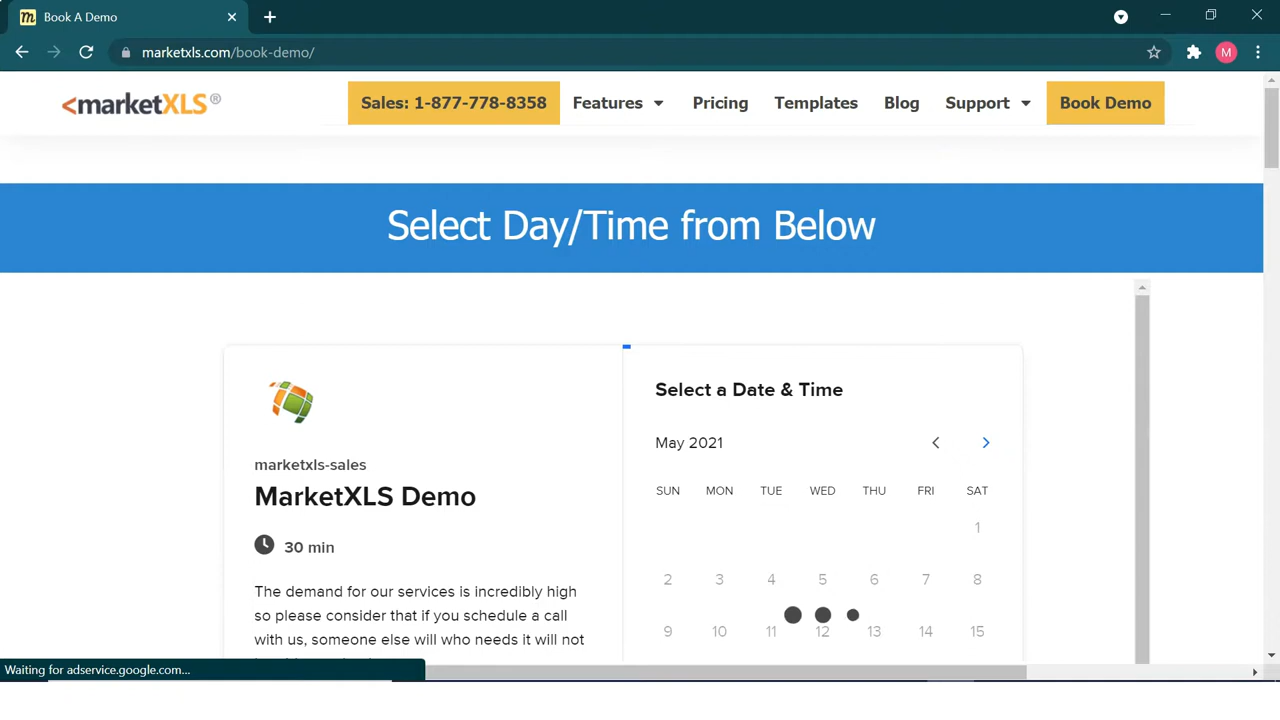 Book A Demo
marketxls.com/book-demo/
M
<marketXLS®
Sales: 1-877-778-8358 Features Pricing Templates Blog Support Book Demo
Select Day/Time from Below
marketxls-sales
MarketXLS Demo
30 min
The demand for our services is incredibly high
so please consider that if you schedule a call
with us, someone else will who needs it will not
Select a Date & Time
May 2021
SUN MON TUE WED THU FRI SAT
1
2 3 4 5 6 7 8
9 10 11 12 13 14 15
Waiting for adservice.google.com...